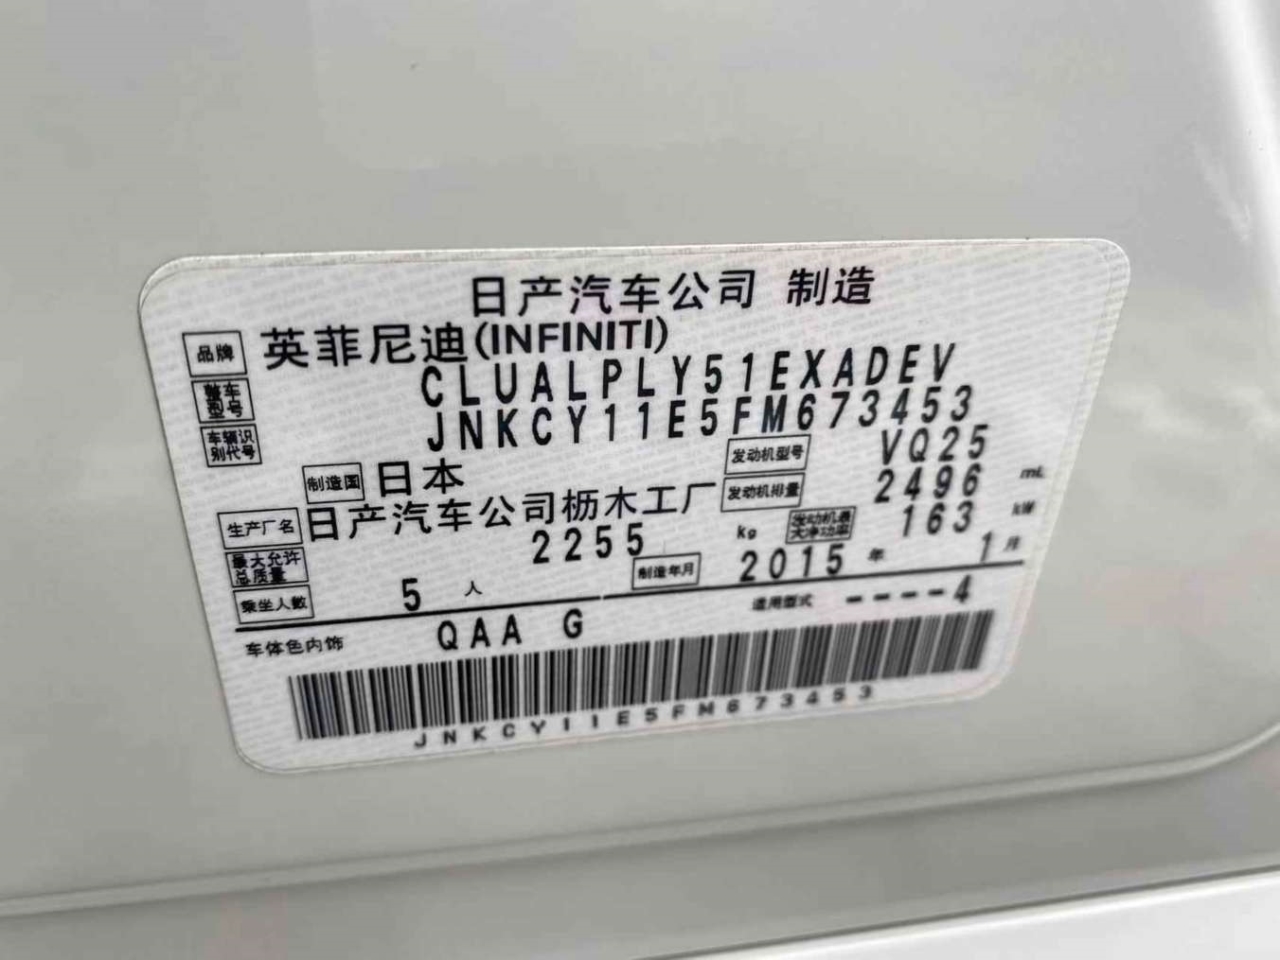 日产汽车公司 制造
品牌 英菲尼迪(INFINITI)
整车型号 CLUALPLY51EXADEV
车辆识别代号 JNKCY11E5FM673453
制造国 日本 发动机型号 VQ25
生产厂名 日产汽车公司枥木工厂 发动机排量 2496 mL
最大允许总质量 2255 kg 发动机最大净功率 163 kW
乘坐人数 5 人 制造年月 2015 年 1 月
车体色内饰 QAA G 适用型式 ----4
JNKCY11E5FM673453